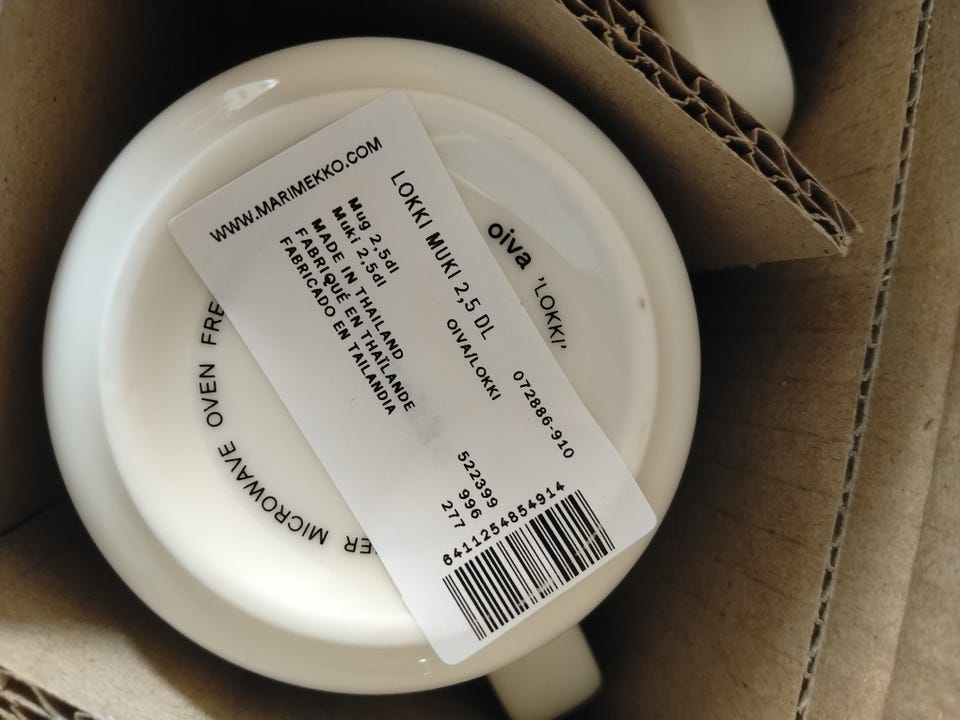 WWW.MARIMEKKO.COM
LOKKI MUKI 2,5 DL
OIVA/LOKKI
072886-910
Mug 2,5dl
Muki 2,5dl
MADE IN THAILAND
FABRIQUÉ EN THAÏLANDE
FABRICADO EN TAILANDIA
522399
996
277
6411254854914
oiva 'LOKKI'
ER MICROWAVE OVEN FRE